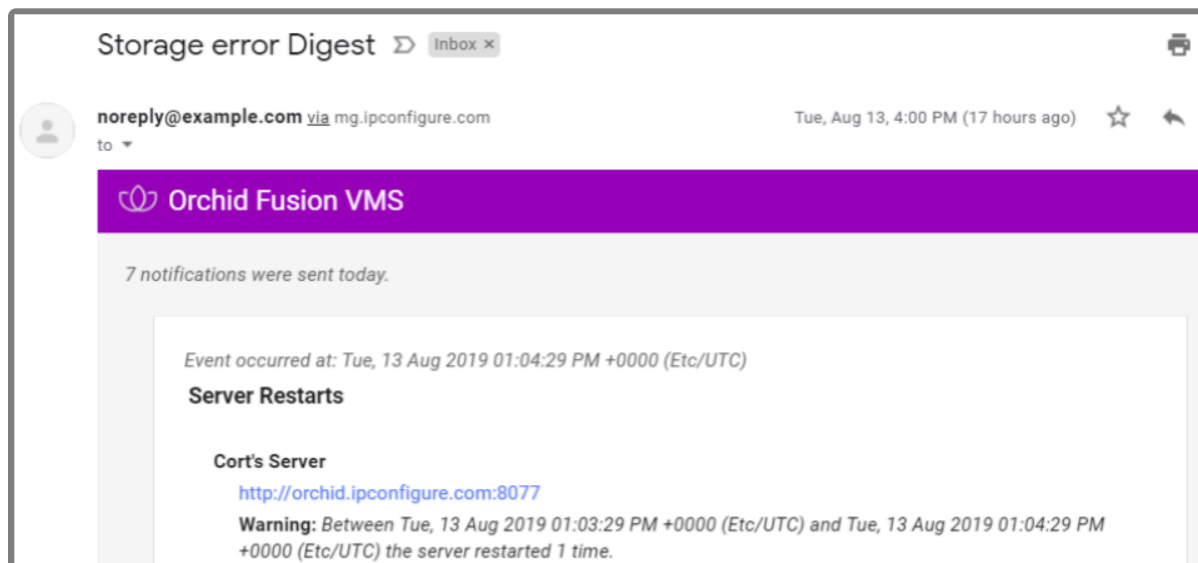 Storage error Digest Inbox ×
noreply@example.com via mg.ipconfigure.com Tue, Aug 13, 4:00 PM (17 hours ago)
to
Orchid Fusion VMS
7 notifications were sent today.
Event occurred at: Tue, 13 Aug 2019 01:04:29 PM +0000 (Etc/UTC)
Server Restarts
Cort's Server
http://orchid.ipconfigure.com:8077
Warning: Between Tue, 13 Aug 2019 01:03:29 PM +0000 (Etc/UTC) and Tue, 13 Aug 2019 01:04:29 PM
+0000 (Etc/UTC) the server restarted 1 time.